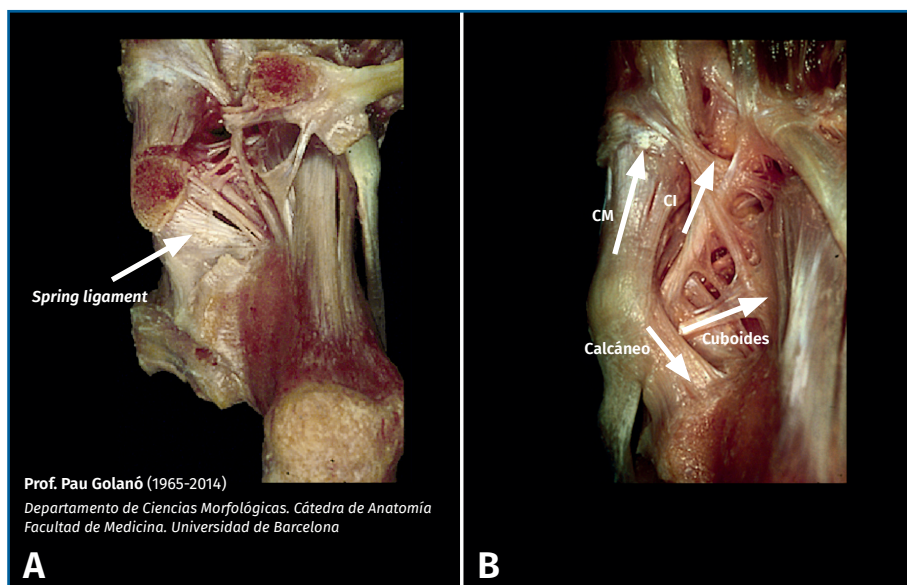 Spring ligament
Prof. Pau Golanó (1965-2014)
Departamento de Ciencias Morfológicas. Cátedra de Anatomía
Facultad de Medicina. Universidad de Barcelona
A
CM
CI
Calcáneo
Cuboides
B